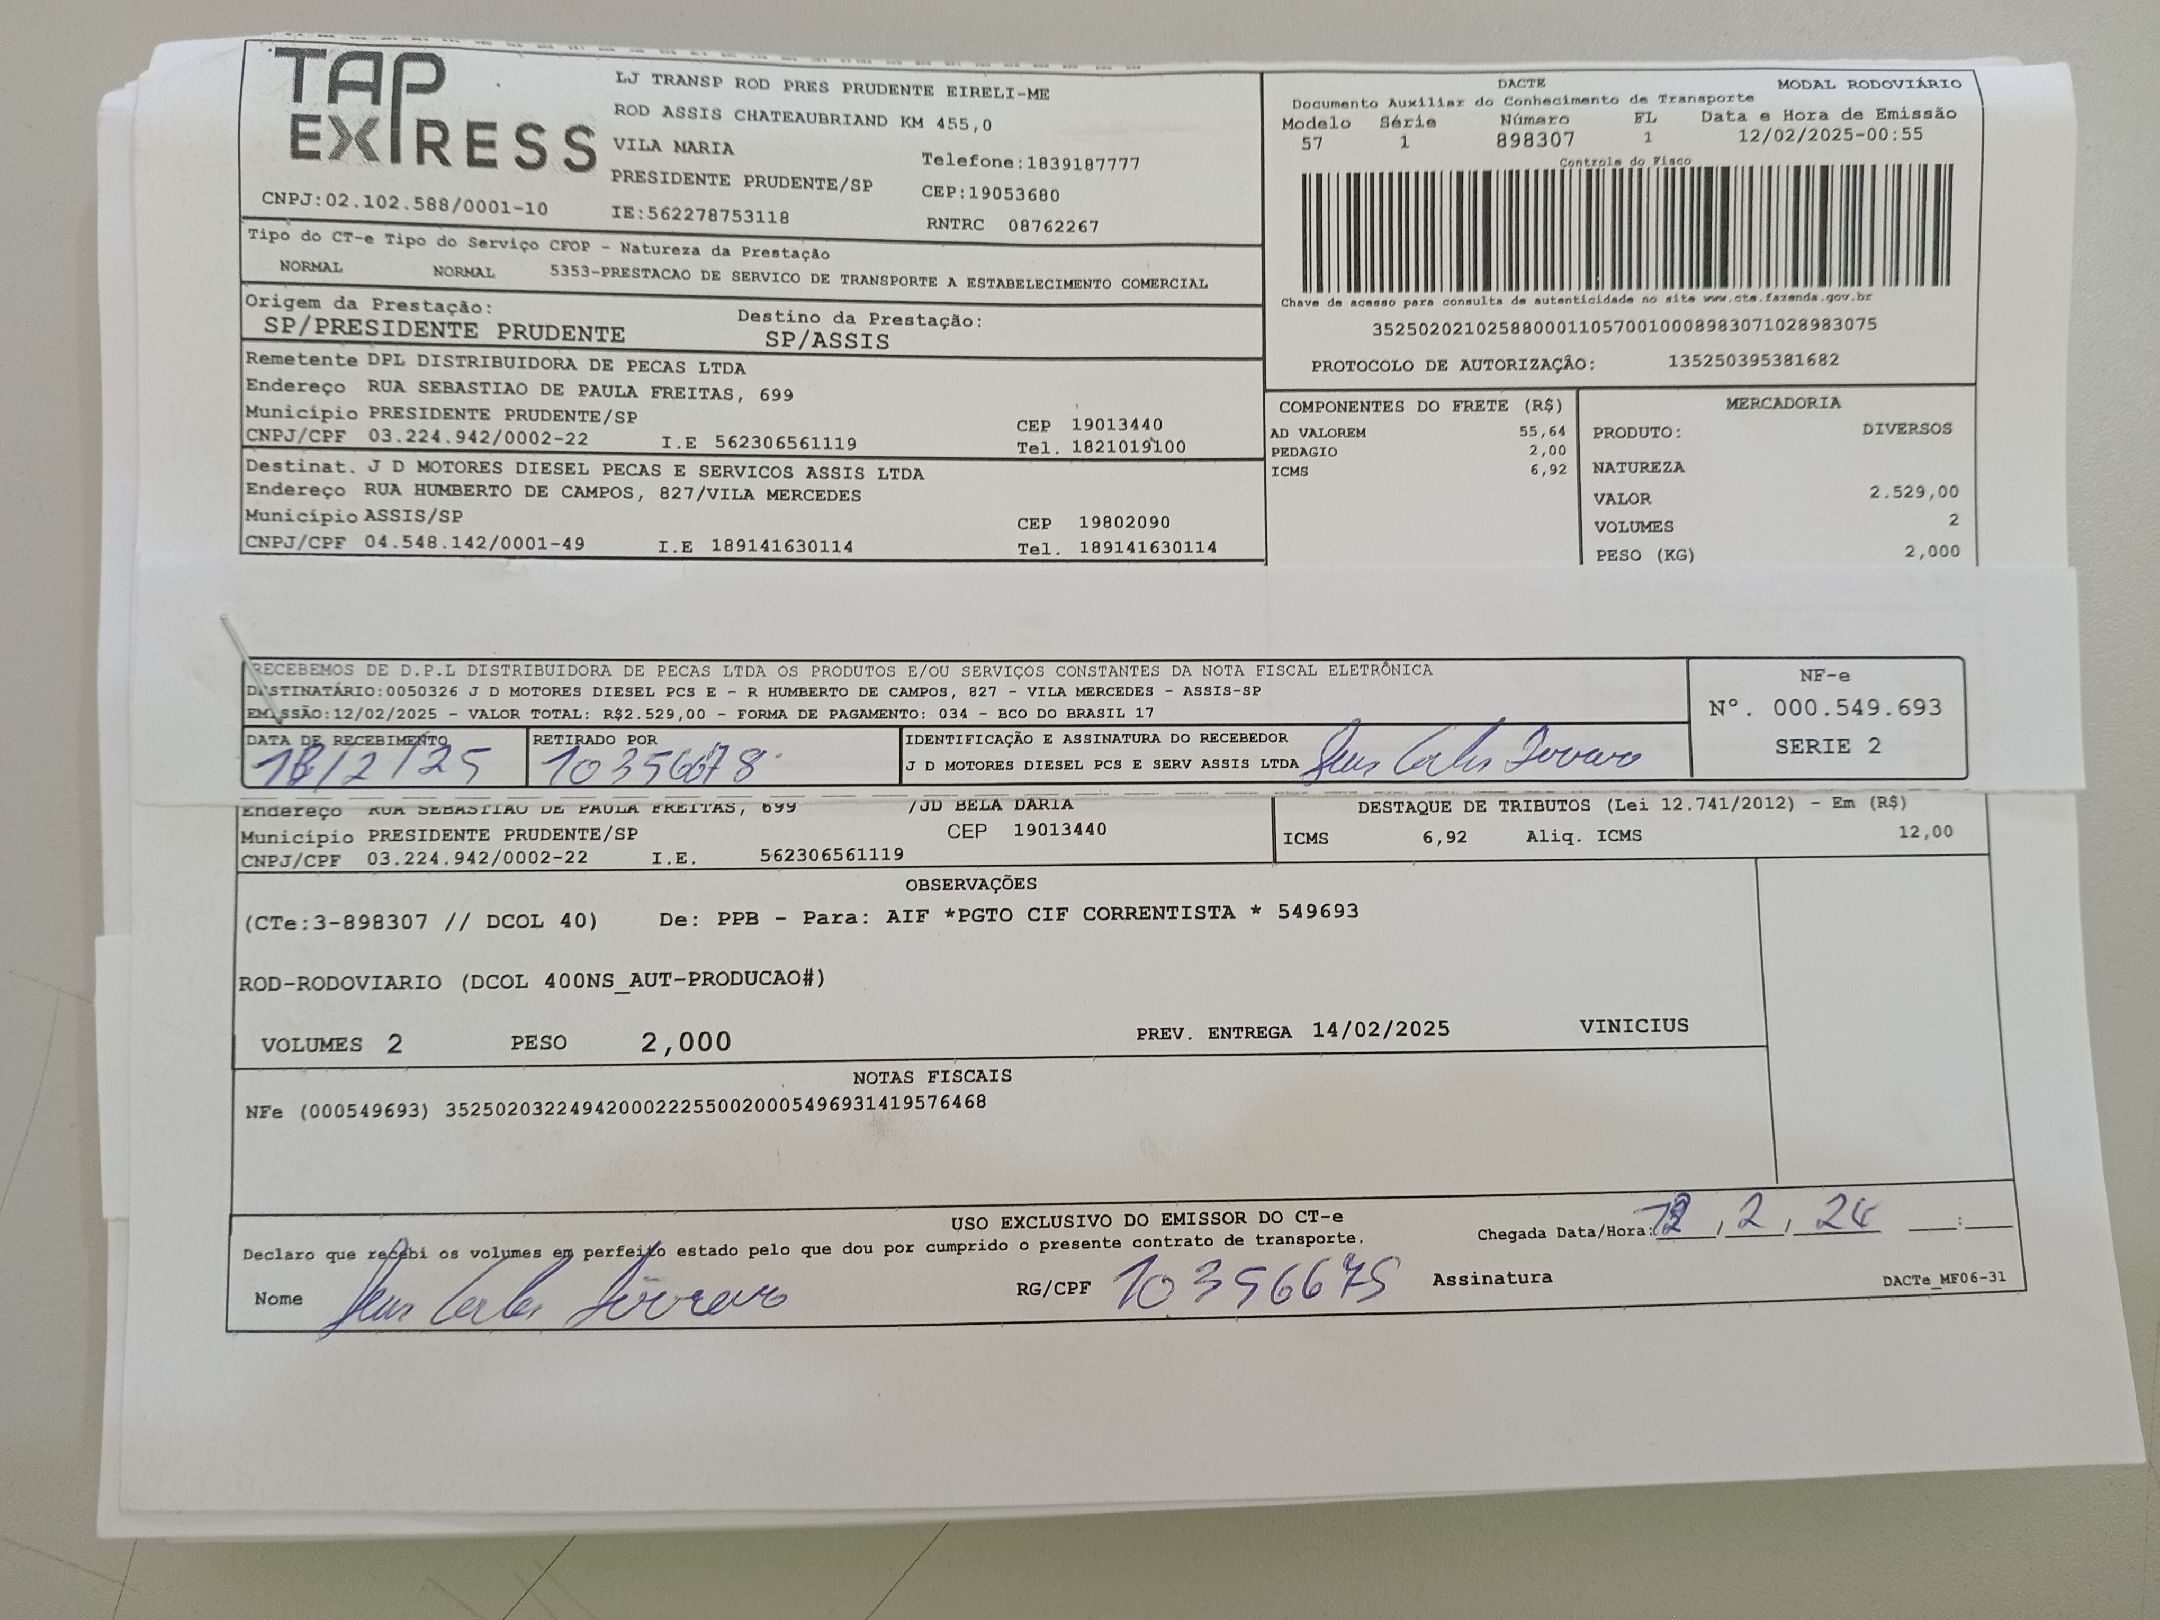 TAP
EXPRESS
LJ TRANSP ROD PRES PRUDENTE EIRELI-ME
ROD ASSIS CHATEAUBRIAND KM 455,0
VILA MARIA
Telefone:1839187777
PRESIDENTE PRUDENTE/SP
CEP:19053680
CNPJ:02.102.588/0001-10
IE:562278753118
RNTRC 08762267
DACTE
MODAL RODOVIÁRIO
Documento Auxiliar do Conhecimento de Transporte
Modelo Série Número FL Data e Hora de Emissão
57 1 898307 1 12/02/2025-00:55
Controle do Fisco
Chave de acesso para consulta de autenticidade no site www.cte.fazenda.gov.br
35250202102588000110570010008983071028983075
PROTOCOLO DE AUTORIZAÇÃO: 135250395381682
Tipo do CT-e Tipo do Serviço CFOP - Natureza da Prestação
NORMAL NORMAL 5353-PRESTACAO DE SERVICO DE TRANSPORTE A ESTABELECIMENTO COMERCIAL
Origem da Prestação: Destino da Prestação:
SP/PRESIDENTE PRUDENTE SP/ASSIS
Remetente DPL DISTRIBUIDORA DE PECAS LTDA
Endereço RUA SEBASTIAO DE PAULA FREITAS, 699
Município PRESIDENTE PRUDENTE/SP CEP 19013440
CNPJ/CPF 03.224.942/0002-22 I.E 562306561119 Tel. 1821019100
Destinat. J D MOTORES DIESEL PECAS E SERVICOS ASSIS LTDA
Endereço RUA HUMBERTO DE CAMPOS, 827/VILA MERCEDES
Município ASSIS/SP CEP 19802090
CNPJ/CPF 04.548.142/0001-49 I.E 189141630114 Tel. 189141630114
COMPONENTES DO FRETE (R$)
AD VALOREM 55,64
PEDAGIO 2,00
ICMS 6,92
MERCADORIA
PRODUTO: DIVERSOS
NATUREZA
VALOR 2.529,00
VOLUMES 2
PESO (KG) 2,000
RECEBEMOS DE D.P.L DISTRIBUIDORA DE PECAS LTDA OS PRODUTOS E/OU SERVIÇOS CONSTANTES DA NOTA FISCAL ELETRÔNICA
DESTINATÁRIO:0050326 J D MOTORES DIESEL PCS E - R HUMBERTO DE CAMPOS, 827 - VILA MERCEDES - ASSIS-SP
EMISSÃO:12/02/2025 - VALOR TOTAL: R$2.529,00 - FORMA DE PAGAMENTO: 034 - BCO DO BRASIL 17
NF-e
Nº. 000.549.693
SERIE 2
DATA DE RECEBIMENTO
RETIRADO POR
IDENTIFICAÇÃO E ASSINATURA DO RECEBEDOR
J D MOTORES DIESEL PCS E SERV ASSIS LTDA
Endereço RUA SEBASTIAO DE PAULA FREITAS, 699 /JD BELA DARIA
Município PRESIDENTE PRUDENTE/SP CEP 19013440
CNPJ/CPF 03.224.942/0002-22 I.E. 562306561119
DESTAQUE DE TRIBUTOS (Lei 12.741/2012) - Em (R$)
ICMS 6,92 Aliq. ICMS 12,00
OBSERVAÇÕES
(CTe:3-898307 // DCOL 40) De: PPB - Para: AIF *PGTO CIF CORRENTISTA * 549693
ROD-RODOVIARIO (DCOL 400NS_AUT-PRODUCAO#)
VOLUMES 2 PESO 2,000 PREV. ENTREGA 14/02/2025 VINICIUS
NOTAS FISCAIS
NFe (000549693) 35250203224942000222550020005496931419576468
USO EXCLUSIVO DO EMISSOR DO CT-e
Chegada Data/Hora:
Declaro que recebi os volumes em perfeito estado pelo que dou por cumprido o presente contrato de transporte.
Nome RG/CPF Assinatura
DACTe_MF06-31